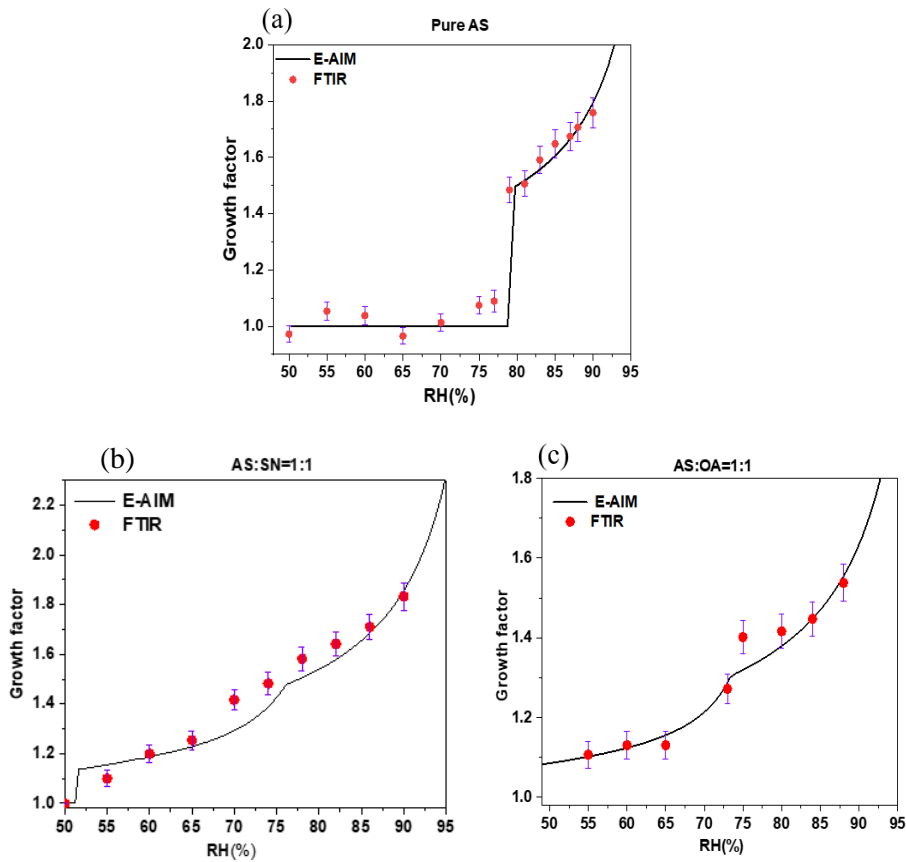 (a)
Pure AS
E-AIM
FTIR
Growth factor
2.0
1.8
1.6
1.4
1.2
1.0
50 55 60 65 70 75 80 85 90 95
RH(%)
(b)
AS:SN=1:1
E-AIM
FTIR
Growth factor
2.2
2.0
1.8
1.6
1.4
1.2
1.0
50 55 60 65 70 75 80 85 90 95
RH(%)
(c)
AS:OA=1:1
E-AIM
FTIR
Growth factor
1.8
1.6
1.4
1.2
1.0
50 55 60 65 70 75 80 85 90 95
RH(%)